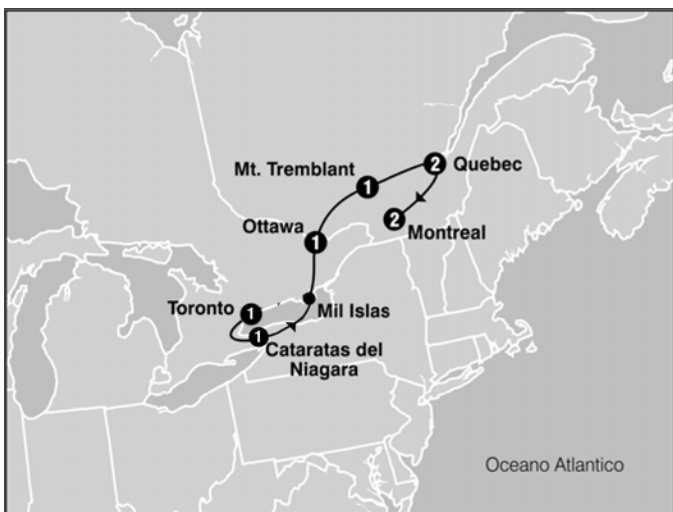 2 Quebec
Mt. Tremblant 1
2
Montreal
Ottawa 1
Toronto 1
Mil Islas
1 Cataratas del
Niagara
Oceano Atlantico